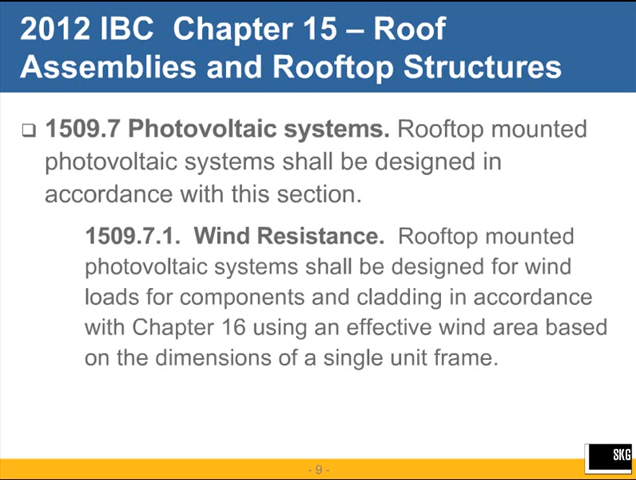 2012 IBC  Chapter 15 – Roof
Assemblies and Rooftop Structures
❑ 1509.7 Photovoltaic systems. Rooftop mounted
photovoltaic systems shall be designed in
accordance with this section.
1509.7.1.  Wind Resistance.  Rooftop mounted
photovoltaic systems shall be designed for wind
loads for components and cladding in accordance
with Chapter 16 using an effective wind area based
on the dimensions of a single unit frame.
- 9 -
SKG